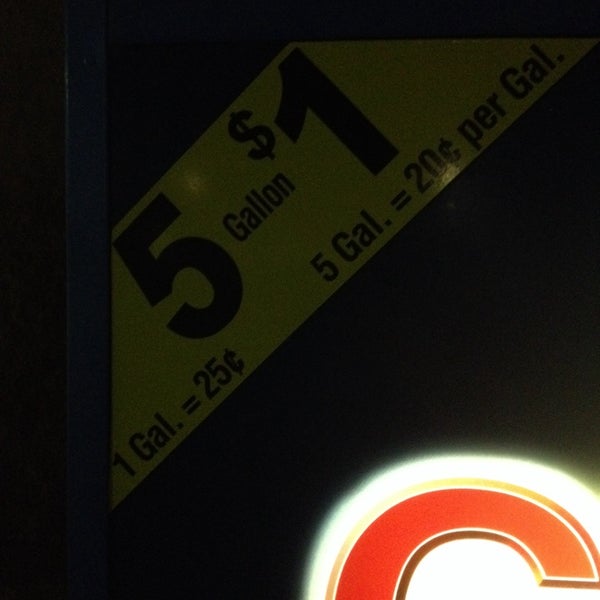 5 Gallon $1
1 Gal. = 25¢ 5 Gal. = 20¢ per Gal.